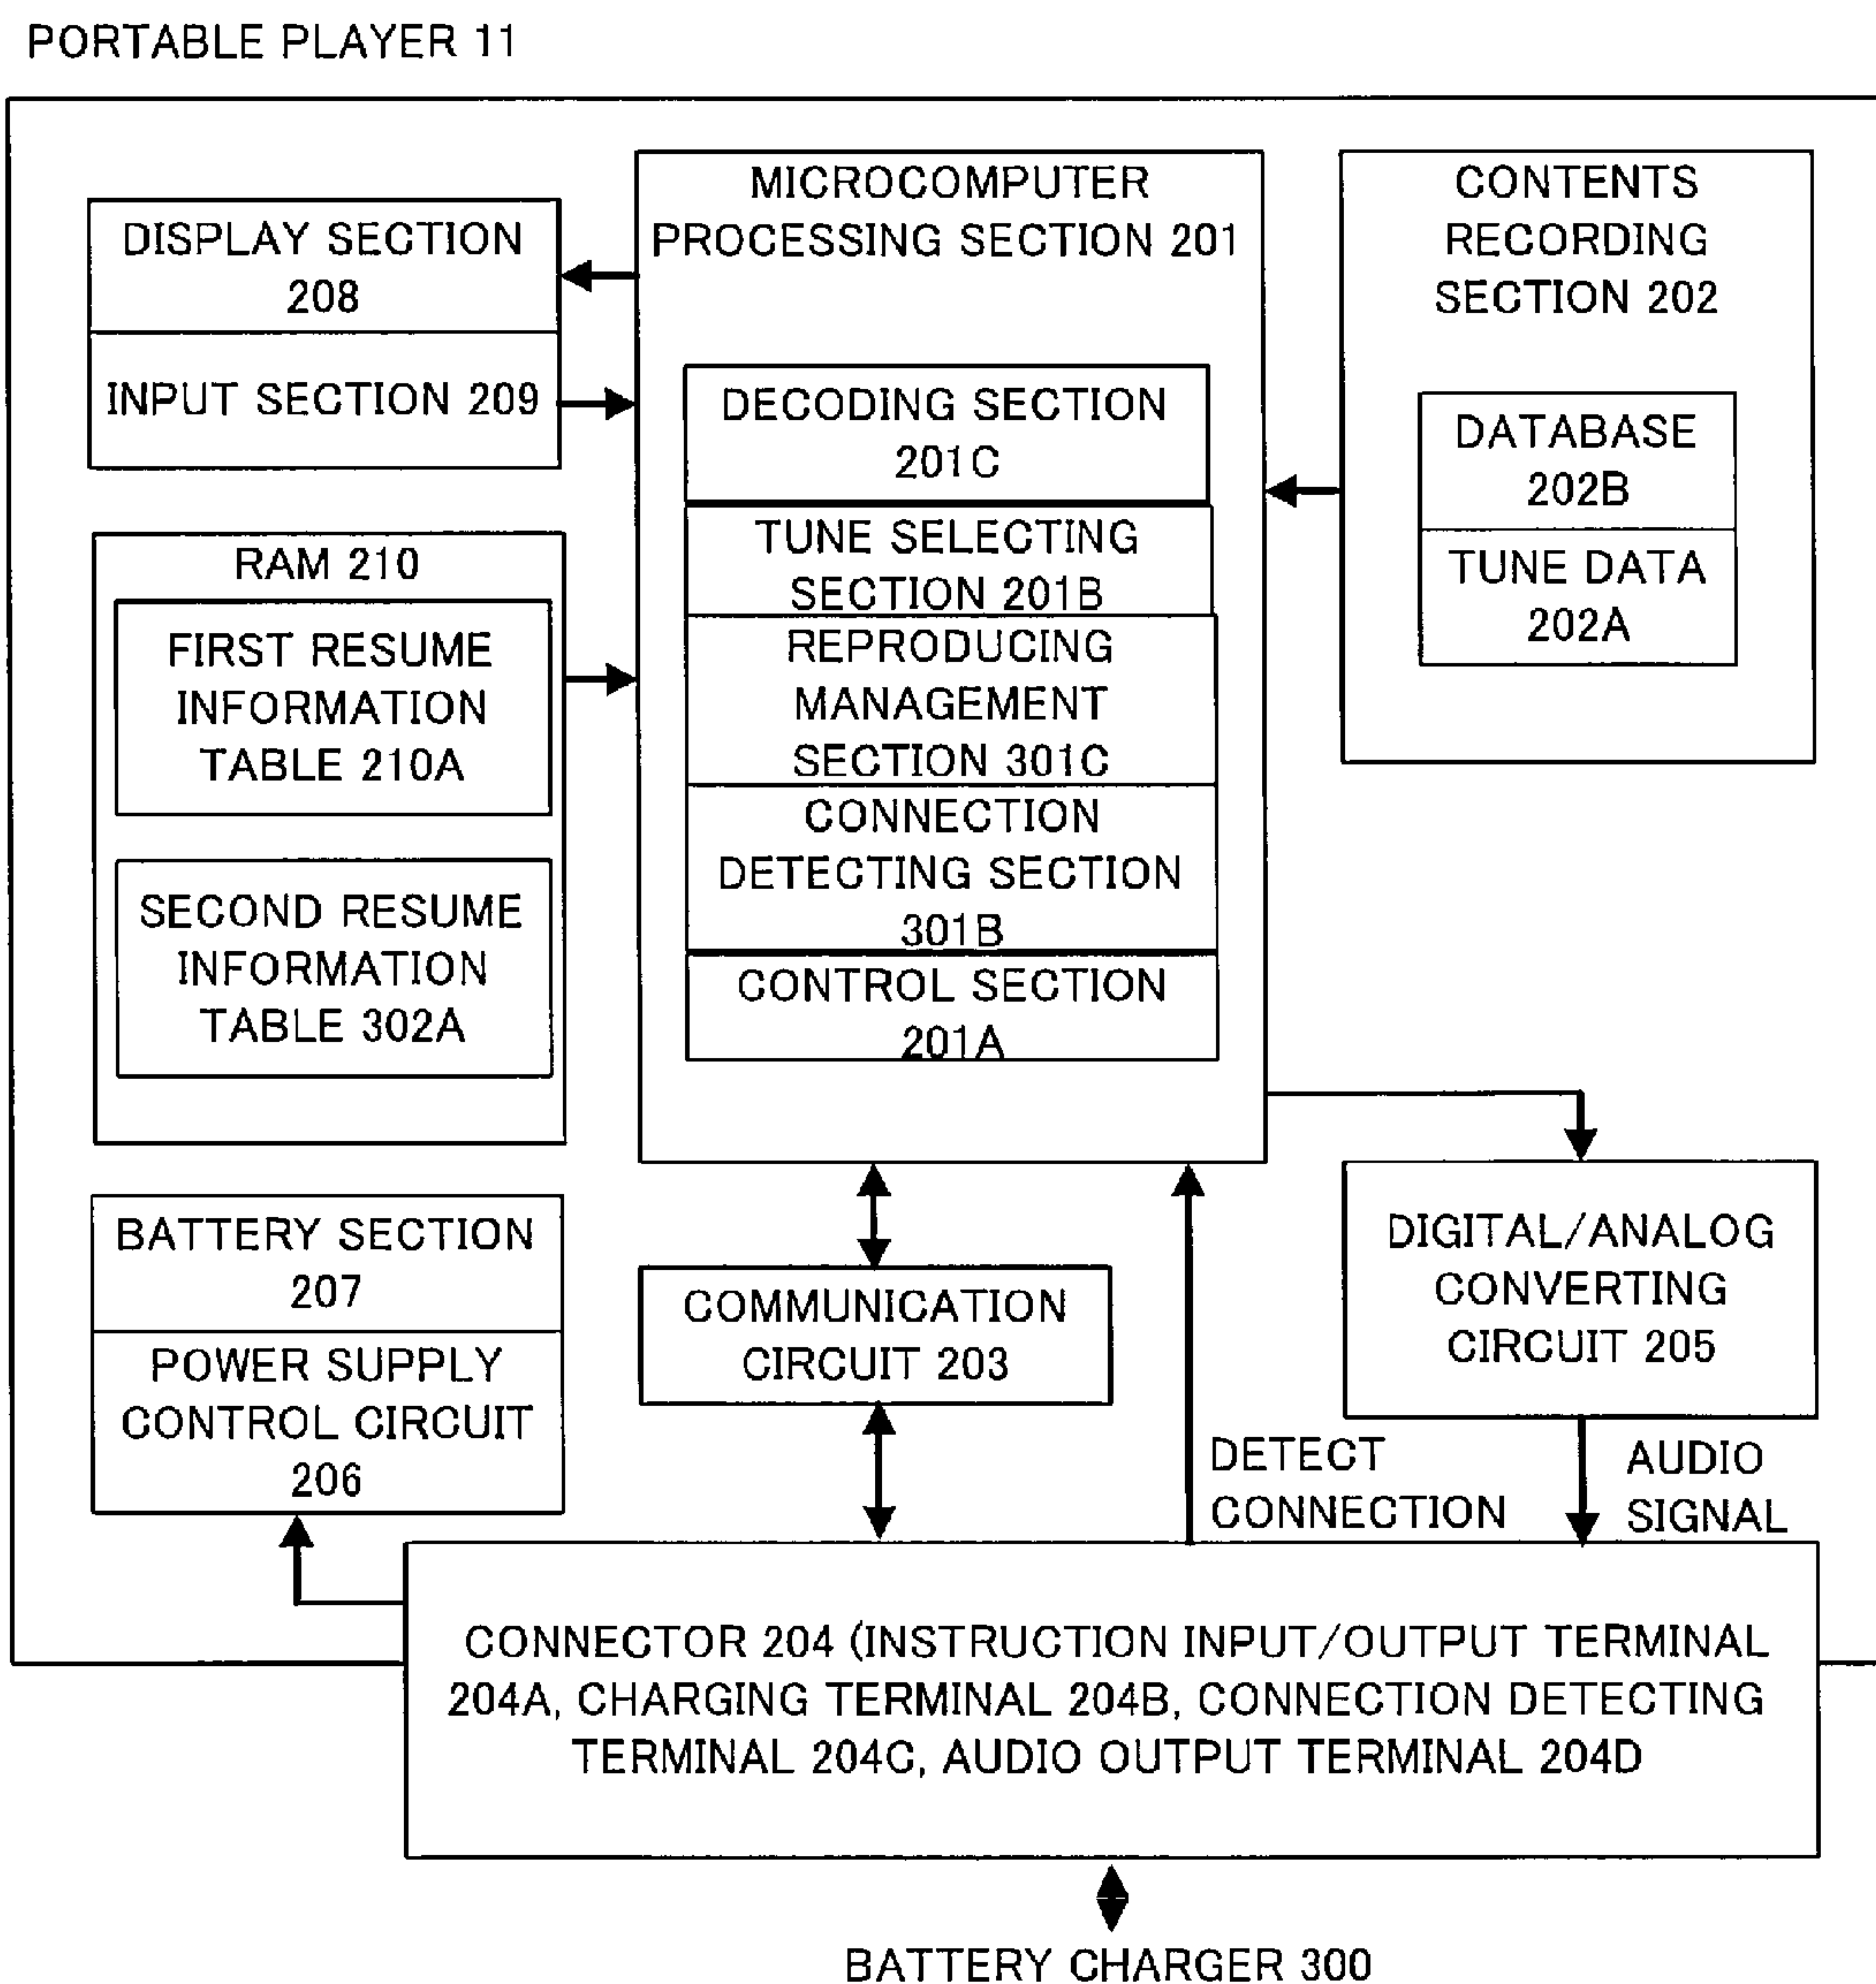 PORTABLE PLAYER 11
DISPLAY SECTION
208
INPUT SECTION 209
RAM 210
FIRST RESUME
INFORMATION
TABLE 210A
SECOND RESUME
INFORMATION
TABLE 302A
BATTERY SECTION
207
POWER SUPPLY
CONTROL CIRCUIT
206
MICROCOMPUTER
PROCESSING SECTION 201
DECODING SECTION
201C
TUNE SELECTING
SECTION 201B
REPRODUCING
MANAGEMENT
SECTION 301C
CONNECTION
DETECTING SECTION
301B
CONTROL SECTION
201A
COMMUNICATION
CIRCUIT 203
CONTENTS
RECORDING
SECTION 202
DATABASE
202B
TUNE DATA
202A
DIGITAL/ANALOG
CONVERTING
CIRCUIT 205
DETECT
CONNECTION
AUDIO
SIGNAL
CONNECTOR 204 (INSTRUCTION INPUT/OUTPUT TERMINAL
204A, CHARGING TERMINAL 204B, CONNECTION DETECTING
TERMINAL 204C, AUDIO OUTPUT TERMINAL 204D
BATTERY CHARGER 300